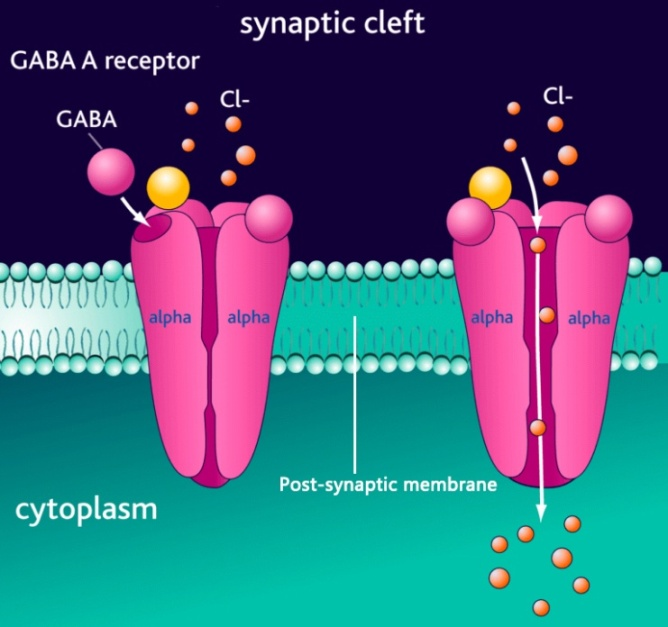 synaptic cleft
GABA A receptor
GABA
Cl-
Cl-
alpha
alpha
alpha
alpha
Post-synaptic membrane
cytoplasm